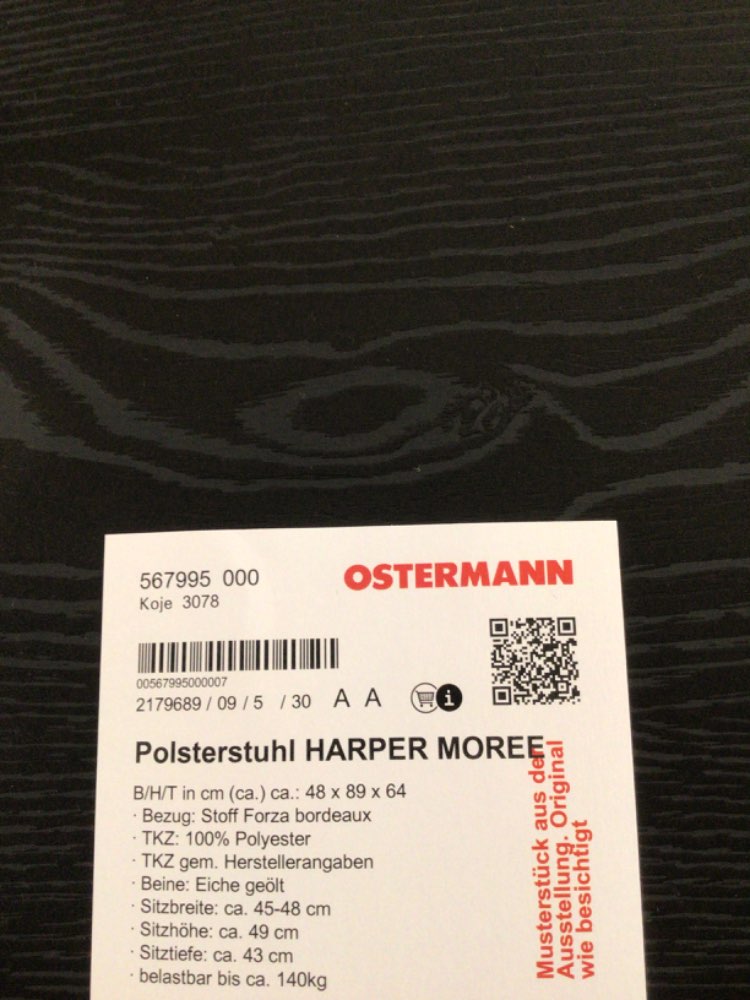 567995 000
OSTERMANN
Koje 3078
00567995000007
2179689 / 09 / 5 / 30 A A
i
Polsterstuhl HARPER MOREE
B/H/T in cm (ca.) ca.: 48 x 89 x 64
· Bezug: Stoff Forza bordeaux
· TKZ: 100% Polyester
· TKZ gem. Herstellerangaben
· Beine: Eiche geölt
· Sitzbreite: ca. 45-48 cm
· Sitzhöhe: ca. 49 cm
· Sitztiefe: ca. 43 cm
· belastbar bis ca. 140kg
Musterstück aus der
Ausstellung. Original
wie besichtigt